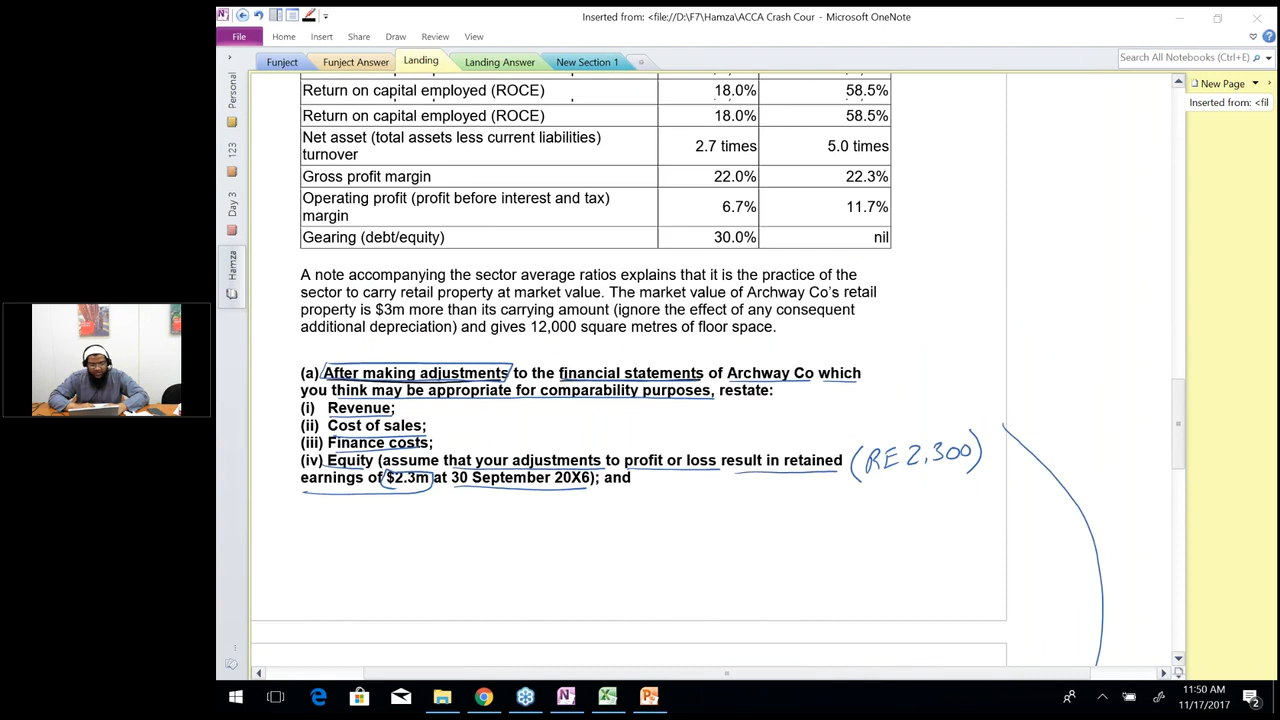 Inserted from: <file://D:\F7\Hamza\ACCA Crash Cour - Microsoft OneNote
File Home Insert Share Draw Review View
Funject Funject Answer Landing Landing Answer New Section 1
Search All Notebooks (Ctrl+E)
New Page
Inserted from: <fil
Personal
123
Day 3
Hamza
Return on capital employed (ROCE) 18.0% 58.5%
Return on capital employed (ROCE) 18.0% 58.5%
Net asset (total assets less current liabilities)
turnover 2.7 times 5.0 times
Gross profit margin 22.0% 22.3%
Operating profit (profit before interest and tax)
margin 6.7% 11.7%
Gearing (debt/equity) 30.0% nil
A note accompanying the sector average ratios explains that it is the practice of the
sector to carry retail property at market value. The market value of Archway Co's retail
property is $3m more than its carrying amount (ignore the effect of any consequent
additional depreciation) and gives 12,000 square metres of floor space.
(a) After making adjustments to the financial statements of Archway Co which
you think may be appropriate for comparability purposes, restate:
(i) Revenue;
(ii) Cost of sales;
(iii) Finance costs;
(iv) Equity (assume that your adjustments to profit or loss result in retained
earnings of $2.3m at 30 September 20X6); and
(RE 2,300)
11:50 AM
11/17/2017
2